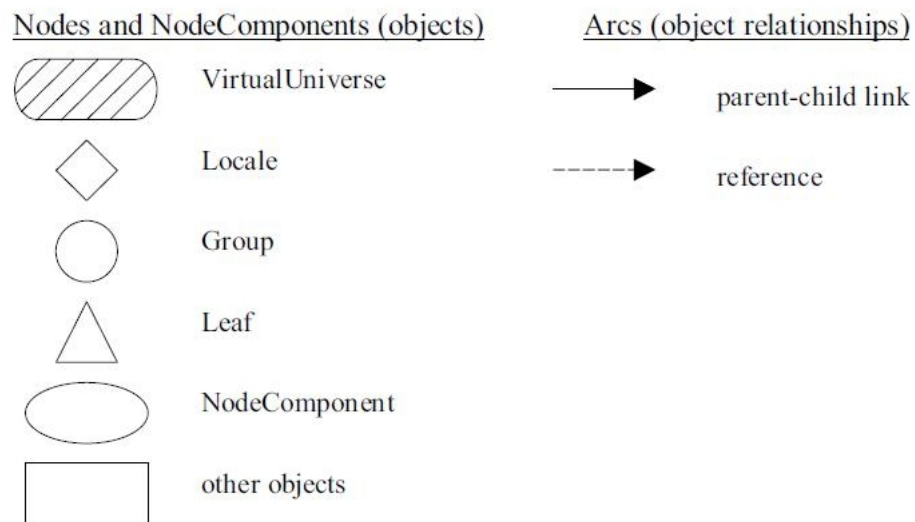 Nodes and NodeComponents (objects)
VirtualUniverse
Locale
Group
Leaf
NodeComponent
other objects
Arcs (object relationships)
parent-child link
reference